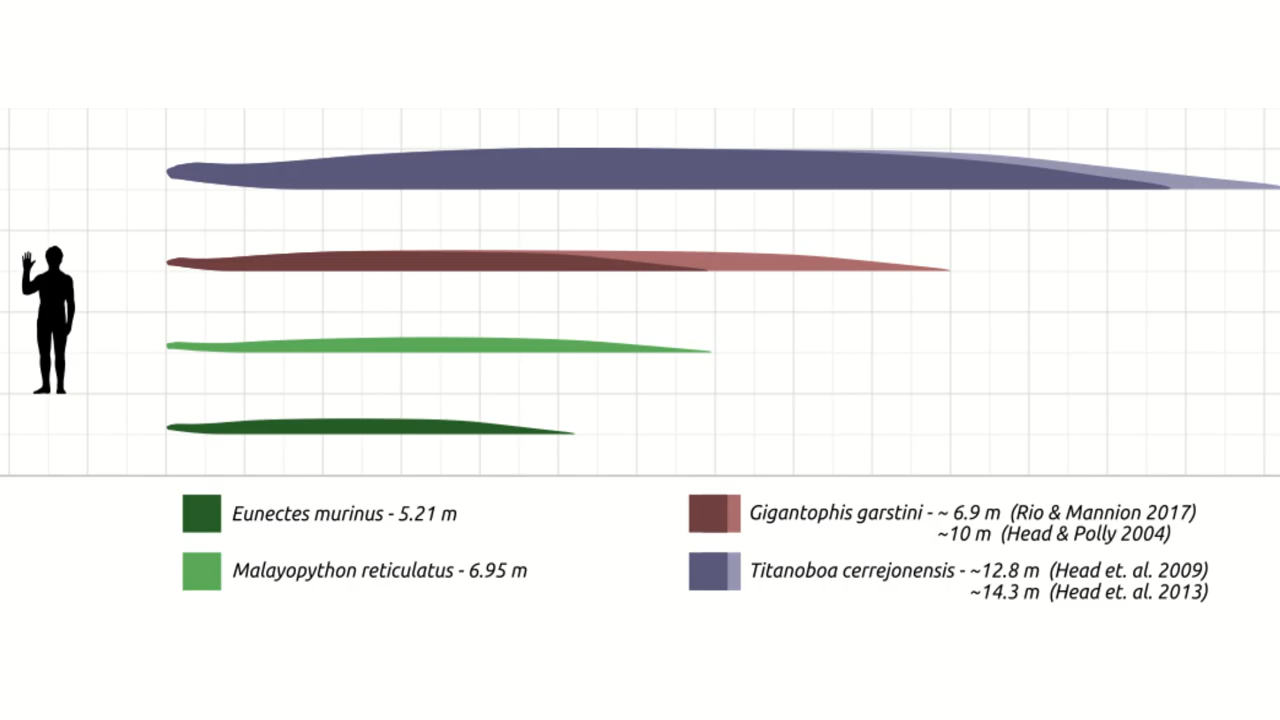 Eunectes murinus - 5.21 m
Malayopython reticulatus - 6.95 m
Gigantophis garstini - ~ 6.9 m (Rio & Mannion 2017)
~10 m (Head & Polly 2004)
Titanoboa cerrejonensis - ~12.8 m (Head et. al. 2009)
~14.3 m (Head et. al. 2013)